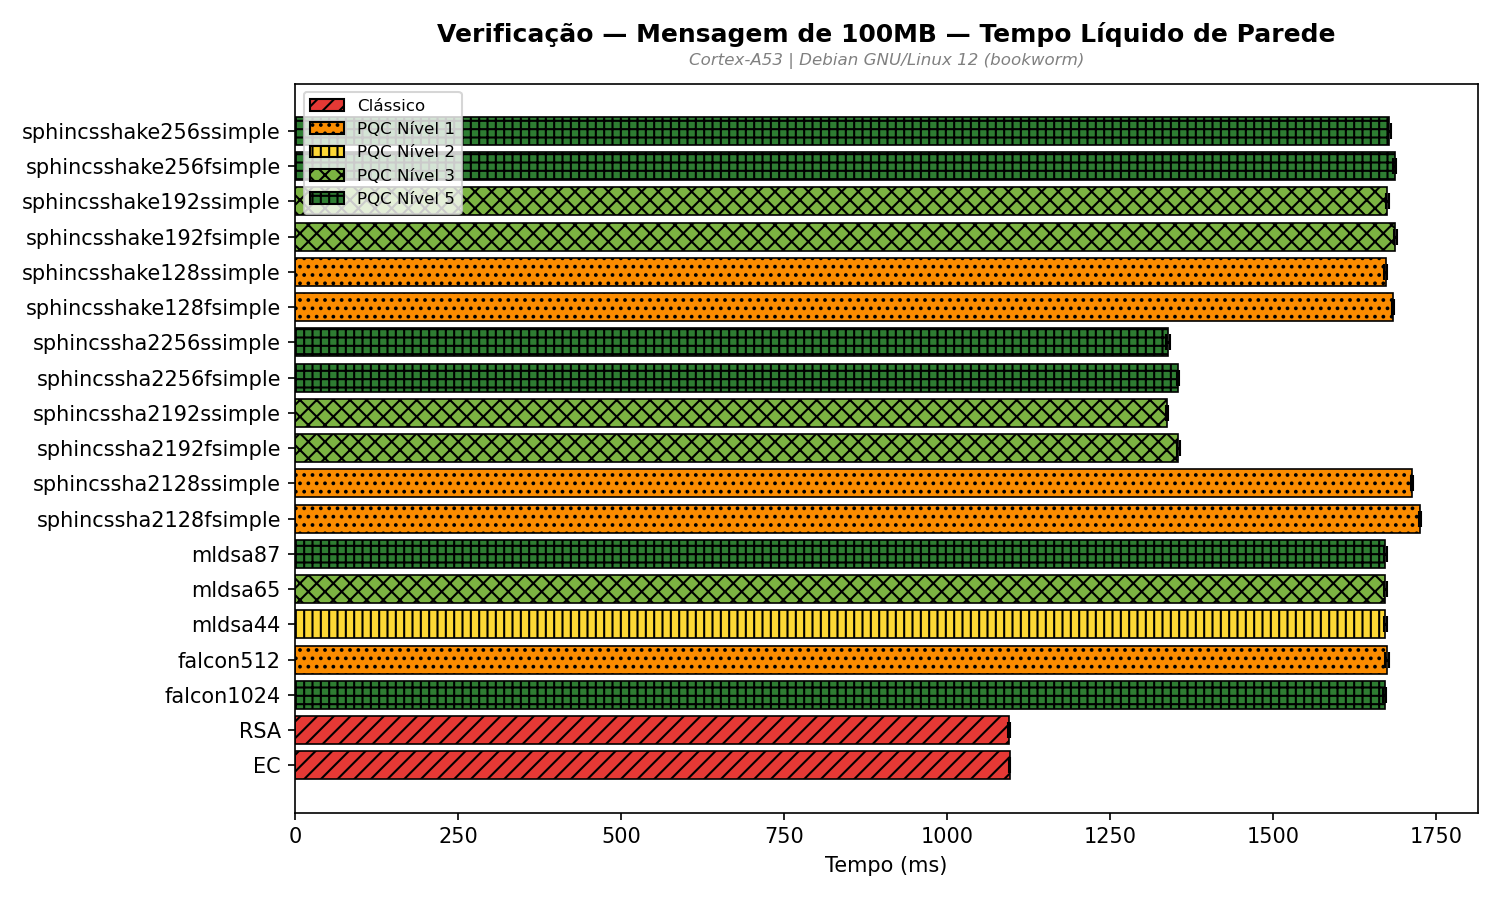 Verificação — Mensagem de 100MB — Tempo Líquido de Parede
Cortex-A53 | Debian GNU/Linux 12 (bookworm)
Clássico
PQC Nível 1
PQC Nível 2
PQC Nível 3
PQC Nível 5
sphincsshake256ssimple
sphincsshake256fsimple
sphincsshake192ssimple
sphincsshake192fsimple
sphincsshake128ssimple
sphincsshake128fsimple
sphincssha2256ssimple
sphincssha2256fsimple
sphincssha2192ssimple
sphincssha2192fsimple
sphincssha2128ssimple
sphincssha2128fsimple
mldsa87
mldsa65
mldsa44
falcon512
falcon1024
RSA
EC
0 250 500 750 1000 1250 1500 1750
Tempo (ms)